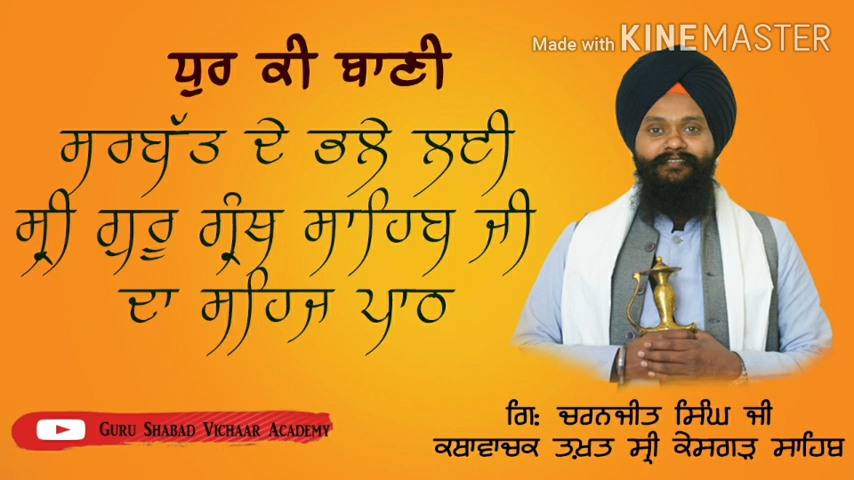 Made with KINEMASTER
ਧੁਰ ਕੀ ਬਾਣੀ
ਸਰਬੱਤ ਦੇ ਭਲੇ ਲਈ
ਸ੍ਰੀ ਗੁਰੂ ਗ੍ਰੰਥ ਸਾਹਿਬ ਜੀ
ਦਾ ਸਹਿਜ ਪਾਠ
ਗਿ: ਚਰਨਜੀਤ ਸਿੰਘ ਜੀ
ਕਥਾਵਾਚਕ ਤਖ਼ਤ ਸ੍ਰੀ ਕੇਸਗੜ ਸਾਹਿਬ
Guru Shabad Vichaar Academy